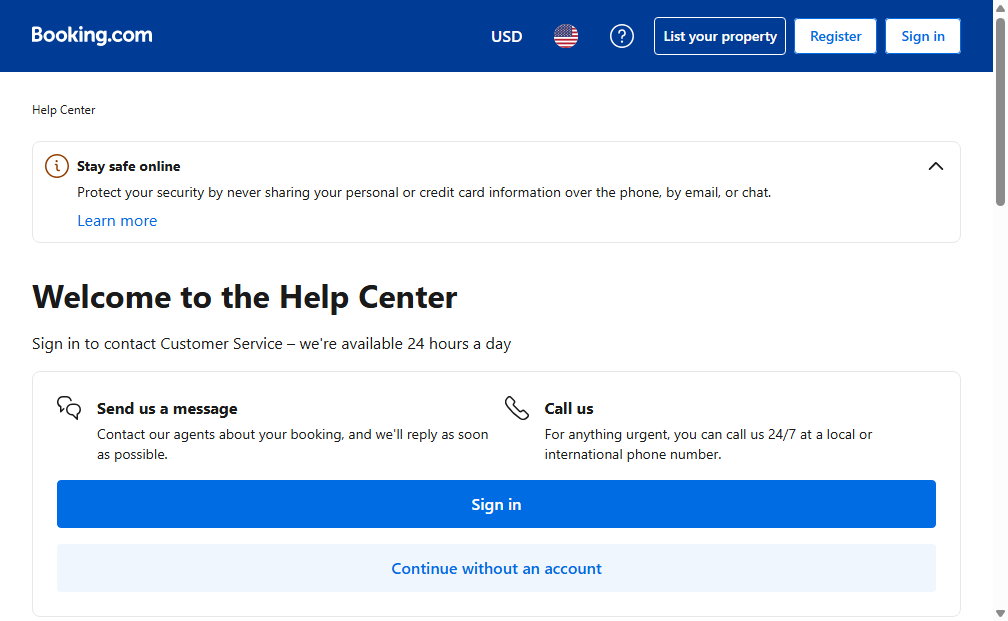 Booking.com
USD
List your property
Register
Sign in
Help Center
Stay safe online
Protect your security by never sharing your personal or credit card information over the phone, by email, or chat.
Learn more
Welcome to the Help Center
Sign in to contact Customer Service – we're available 24 hours a day
Send us a message
Contact our agents about your booking, and we'll reply as soon
as possible.
Call us
For anything urgent, you can call us 24/7 at a local or
international phone number.
Sign in
Continue without an account